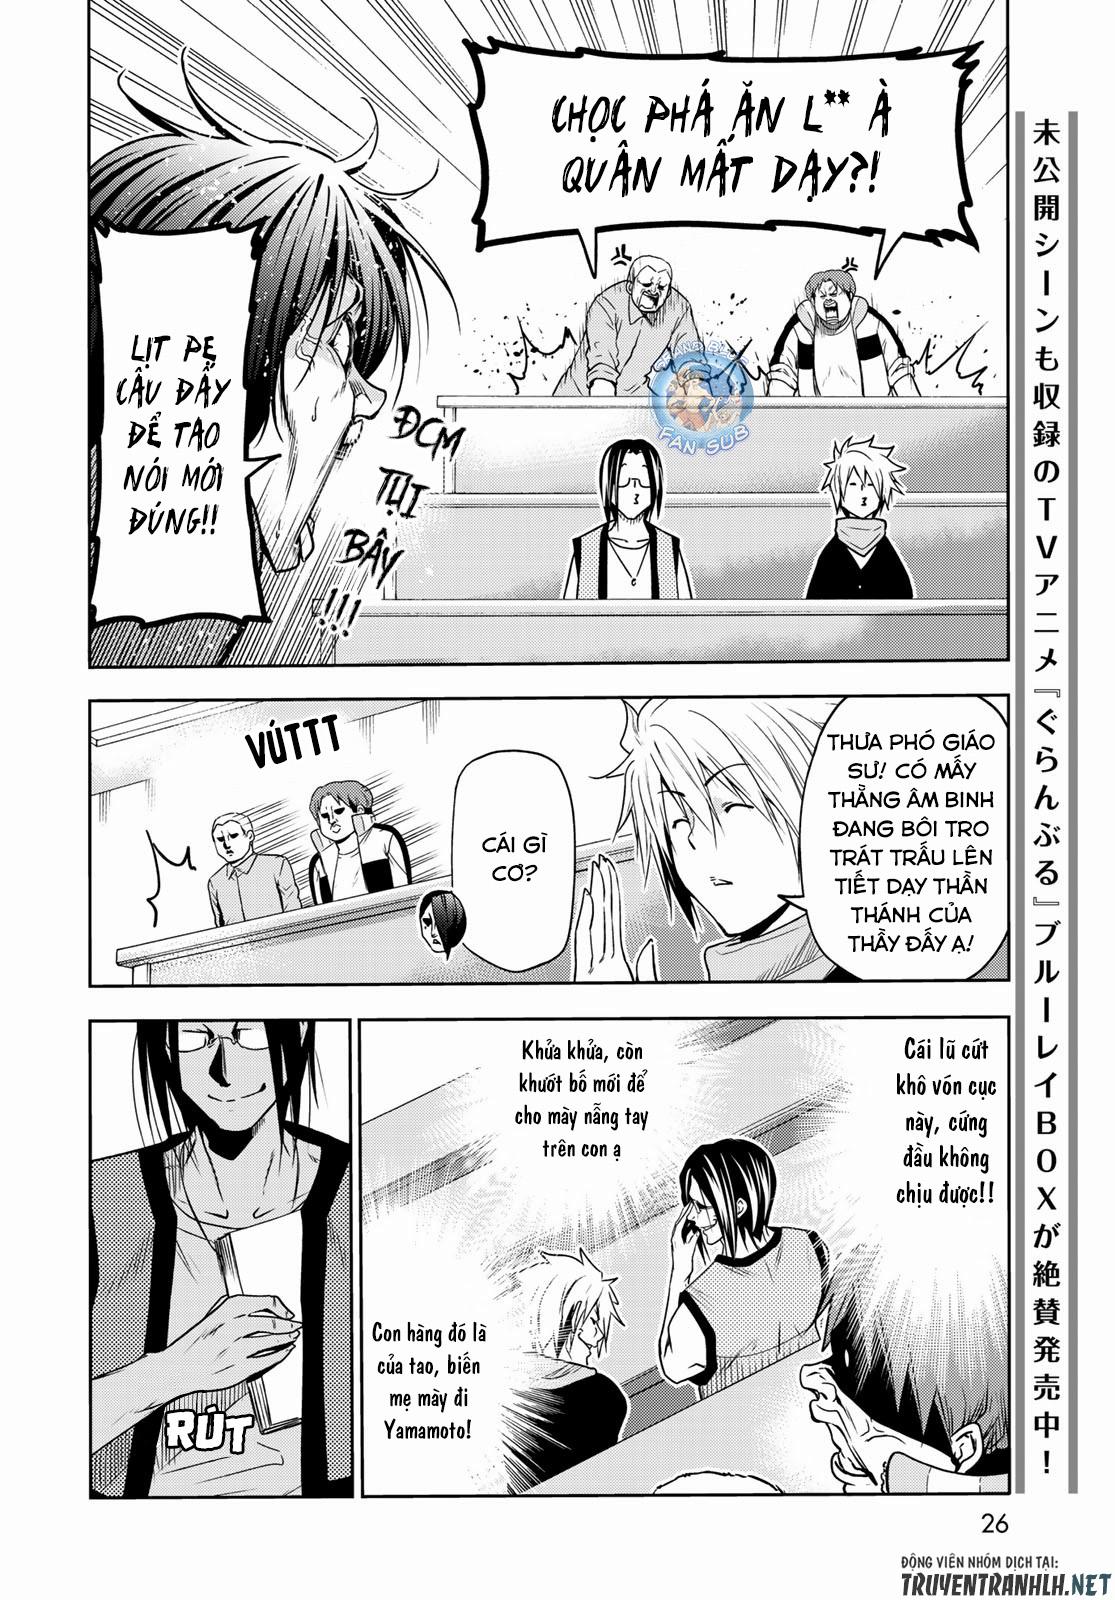 CHỌC PHÁ ĂN L** À
QUÂN MẤT DẠY?!
LỊT PẸ
CẬU ĐẤY
ĐỂ TAO
NÓI MỚI
ĐÚNG!!
ĐCM
TỤI
BÂY
!!!
GRAND BLUE
FAN SUB
THƯA PHÓ GIÁO
SƯ! CÓ MẤY
THẰNG ÂM BINH
ĐANG BÔI TRO
TRÁT TRẤU LÊN
TIẾT DẠY THẦN
THÁNH CỦA
THẦY ĐẤY Ạ!
CÁI GÌ
CƠ?
VÚTTT
Cái lũ cứt
khô vón cục
này, cứng
đầu không
chịu được!!
Khửa khửa, còn
khướt bố mới để
cho mày nẫng tay
trên con ạ
Con hàng đó là
của tao, biến
mẹ mày đi
Yamamoto!
RÚT
未公開シーンも収録のTVアニメ『ぐらんぶる』ブルーレイBOXが絶賛発売中！
26
ĐỘNG VIÊN NHÓM DỊCH TẠI:
TRUYENTRANHLH.NET